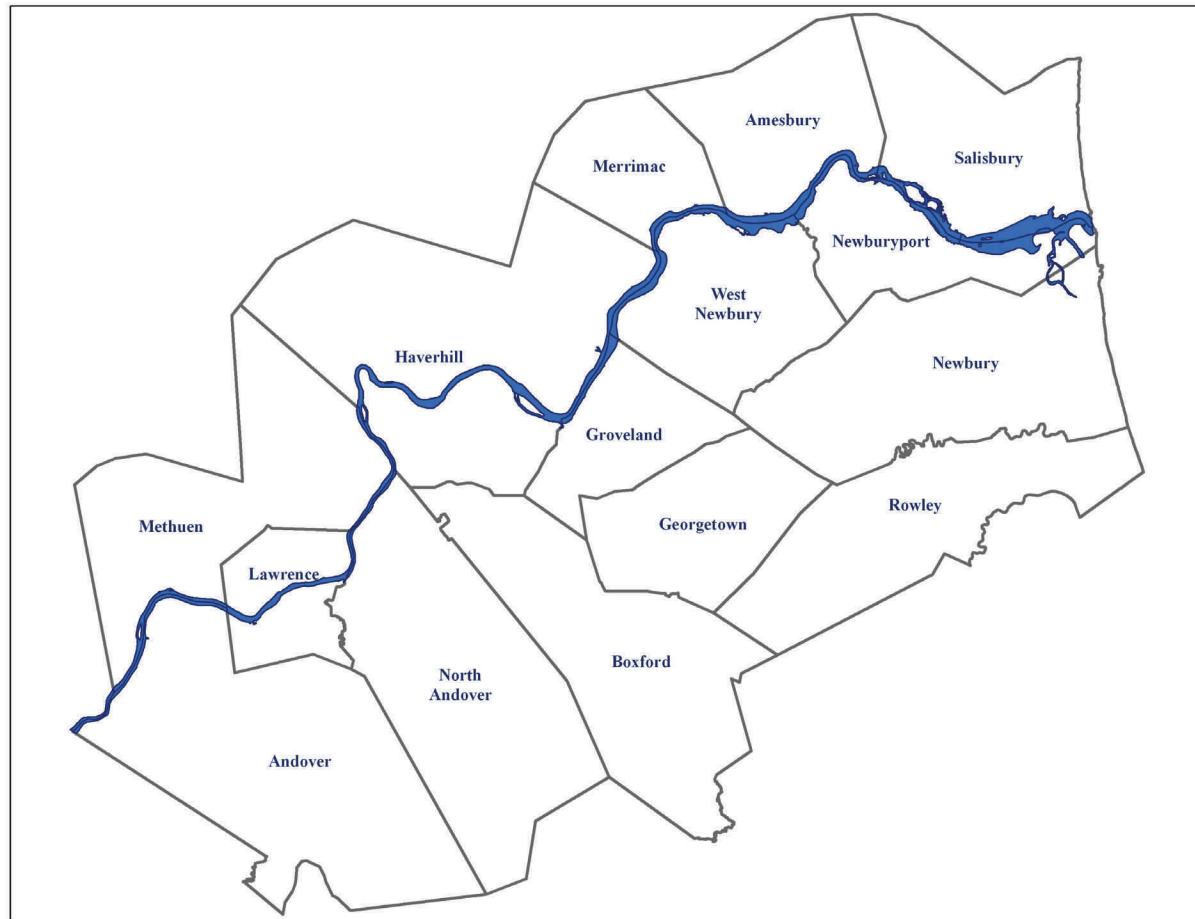 Amesbury
Salisbury
Merrimac
Newburyport
West
Newbury
Haverhill
Newbury
Groveland
Rowley
Georgetown
Methuen
Lawrence
Boxford
North
Andover
Andover